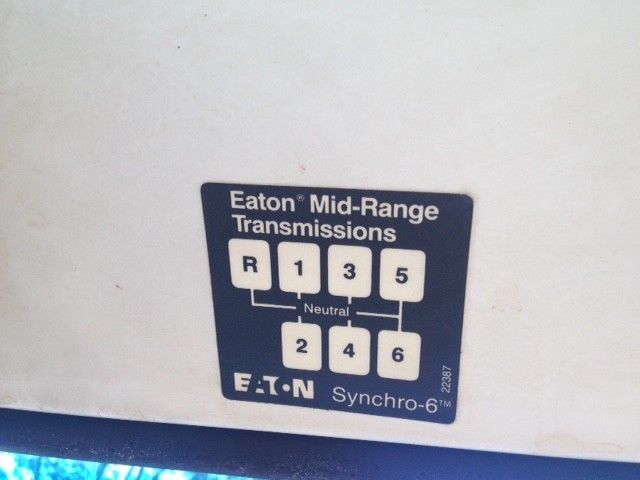 Eaton® Mid-Range
Transmissions
R 1 3 5
Neutral
2 4 6
EATON Synchro-6™
22387